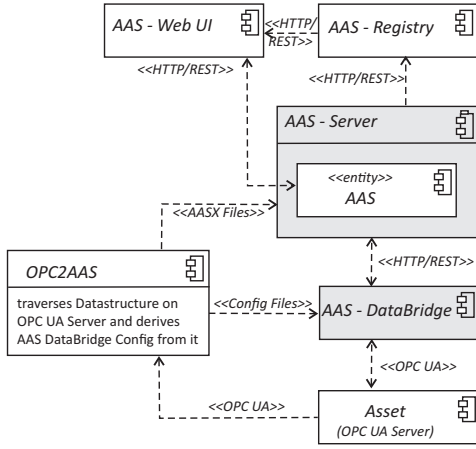 AAS - Web UI
<<HTTP/
REST>>
AAS - Registry
<<HTTP/REST>>
<<HTTP/REST>>
AAS - Server
<<entity>>
AAS
<<AASX Files>>
<<HTTP/REST>>
OPC2AAS
traverses Datastructure on
OPC UA Server and derives
AAS DataBridge Config from it
<<Config Files>>
AAS - DataBridge
<<OPC UA>>
<<OPC UA>>
Asset
(OPC UA Server)